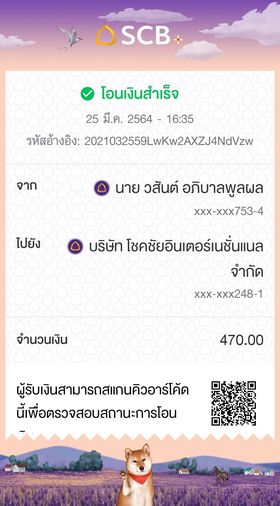 SCB
โอนเงินสำเร็จ
25 มี.ค. 2564 - 16:35
รหัสอ้างอิง: 2021032559LwKw2AXZJ4NdVzw
จาก
นาย วสันต์ อภิบาลพูลผล
xxx-xxx753-4
ไปยัง
บริษัท โชคชัยอินเตอร์เนชั่นแนล
จำกัด
xxx-xxx248-1
จำนวนเงิน
470.00
ผู้รับเงินสามารถสแกนคิวอาร์โค้ด
นี้เพื่อตรวจสอบสถานะการโอน